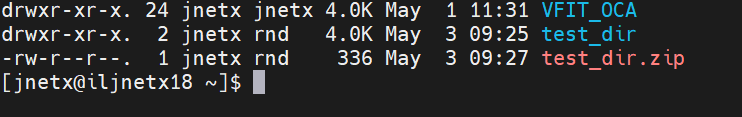 drwxr-xr-x. 24 jnetx jnetx 4.0K May  1 11:31 VFIT_OCA
drwxr-xr-x.  2 jnetx rnd   4.0K May  3 09:25 test_dir
-rw-r--r--.  1 jnetx rnd    336 May  3 09:27 test_dir.zip
[jnetx@iljnetx18 ~]$